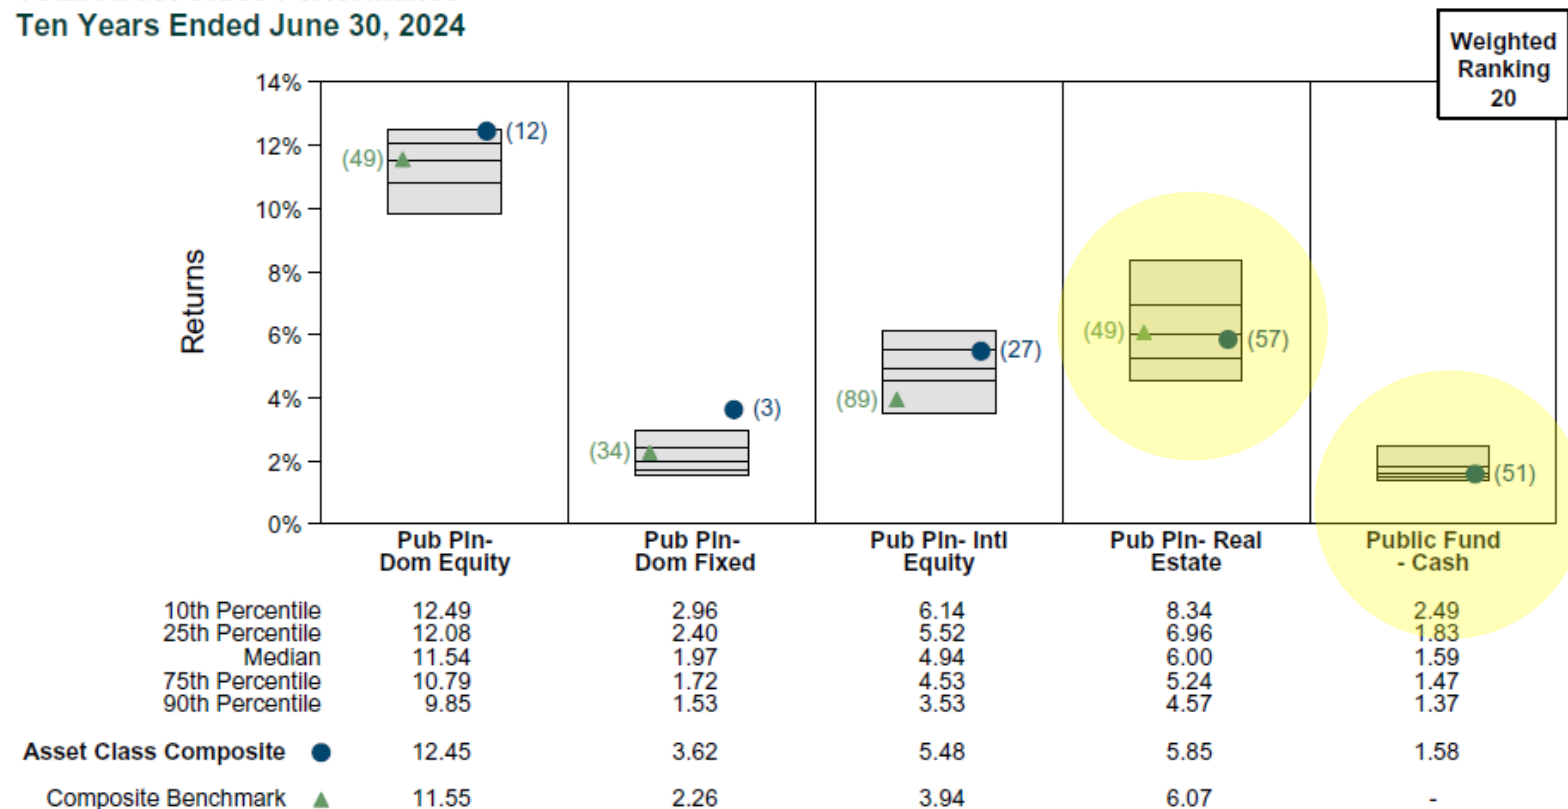 Ten Years Ended June 30, 2024
Weighted
Ranking
20
Returns
14%
12%
10%
8%
6%
4%
2%
0%
(12)
(49)
(3)
(34)
(27)
(89)
(49)
(57)
(51)
Pub Pln-
Dom Equity
Pub Pln-
Dom Fixed
Pub Pln- Intl
Equity
Pub Pln- Real
Estate
Public Fund
- Cash
10th Percentile 12.49 2.96 6.14 8.34 2.49
25th Percentile 12.08 2.40 5.52 6.96 1.83
Median 11.54 1.97 4.94 6.00 1.59
75th Percentile 10.79 1.72 4.53 5.24 1.47
90th Percentile 9.85 1.53 3.53 4.57 1.37
Asset Class Composite 12.45 3.62 5.48 5.85 1.58
Composite Benchmark 11.55 2.26 3.94 6.07 -